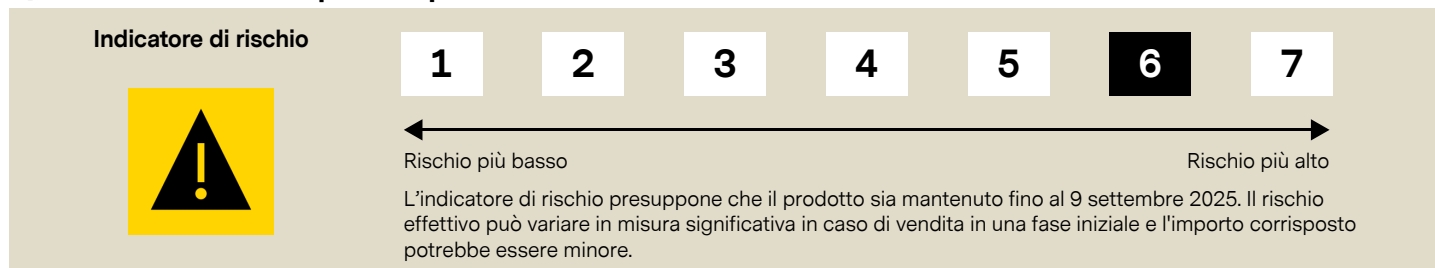 Indicatore di rischio
1 2 3 4 5 6 7
Rischio più basso Rischio più alto
L'indicatore di rischio presuppone che il prodotto sia mantenuto fino al 9 settembre 2025. Il rischio
effettivo può variare in misura significativa in caso di vendita in una fase iniziale e l'importo corrisposto
potrebbe essere minore.